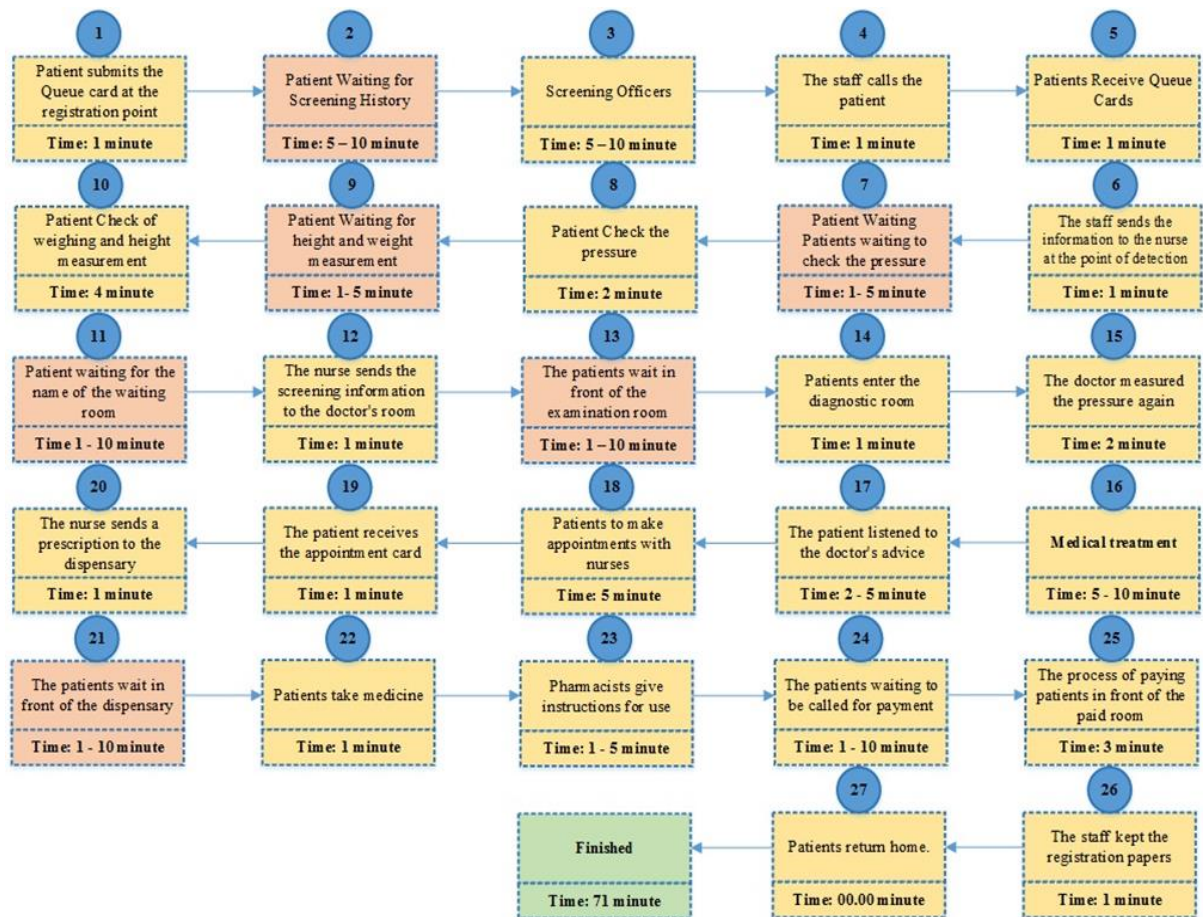 1
Patient submits the
Queue card at the
registration point
Time: 1 minute
2
Patient Waiting for
Screening History
Time: 5 – 10 minute
3
Screening Officers
Time: 5 – 10 minute
4
The staff calls the
patient
Time: 1 minute
5
Patients Receive Queue
Cards
Time: 1 minute
10
Patient Check of
weighing and height
measurement
Time: 4 minute
9
Patient Waiting for
height and weight
measurement
Time: 1- 5 minute
8
Patient Check the
pressure
Time: 2 minute
7
Patient Waiting
Patients waiting to
check the pressure
Time: 1- 5 minute
6
The staff sends the
information to the nurse
at the point of detection
Time: 1 minute
11
Patient waiting for the
name of the waiting
room
Time 1 - 10 minute
12
The nurse sends the
screening information
to the doctor's room
Time: 1 minute
13
The patients wait in
front of the
examination room
Time: 1 – 10 minute
14
Patients enter the
diagnostic room
Time: 1 minute
15
The doctor measured
the pressure again
Time: 2 minute
20
The nurse sends a
prescription to the
dispensary
Time: 1 minute
19
The patient receives
the appointment card
Time: 1 minute
18
Patients to make
appointments with
nurses
Time: 5 minute
17
The patient listened to
the doctor's advice
Time: 2 - 5 minute
16
Medical treatment
Time: 5 - 10 minute
21
The patients wait in
front of the dispensary
Time: 1 - 10 minute
22
Patients take medicine
Time: 1 minute
23
Pharmacists give
instructions for use
Time: 1 - 5 minute
24
The patients waiting to
be called for payment
Time: 1 - 10 minute
25
The process of paying
patients in front of the
paid room
Time: 3 minute
Finished
Time: 71 minute
27
Patients return home.
Time: 00.00 minute
26
The staff kept the
registration papers
Time: 1 minute